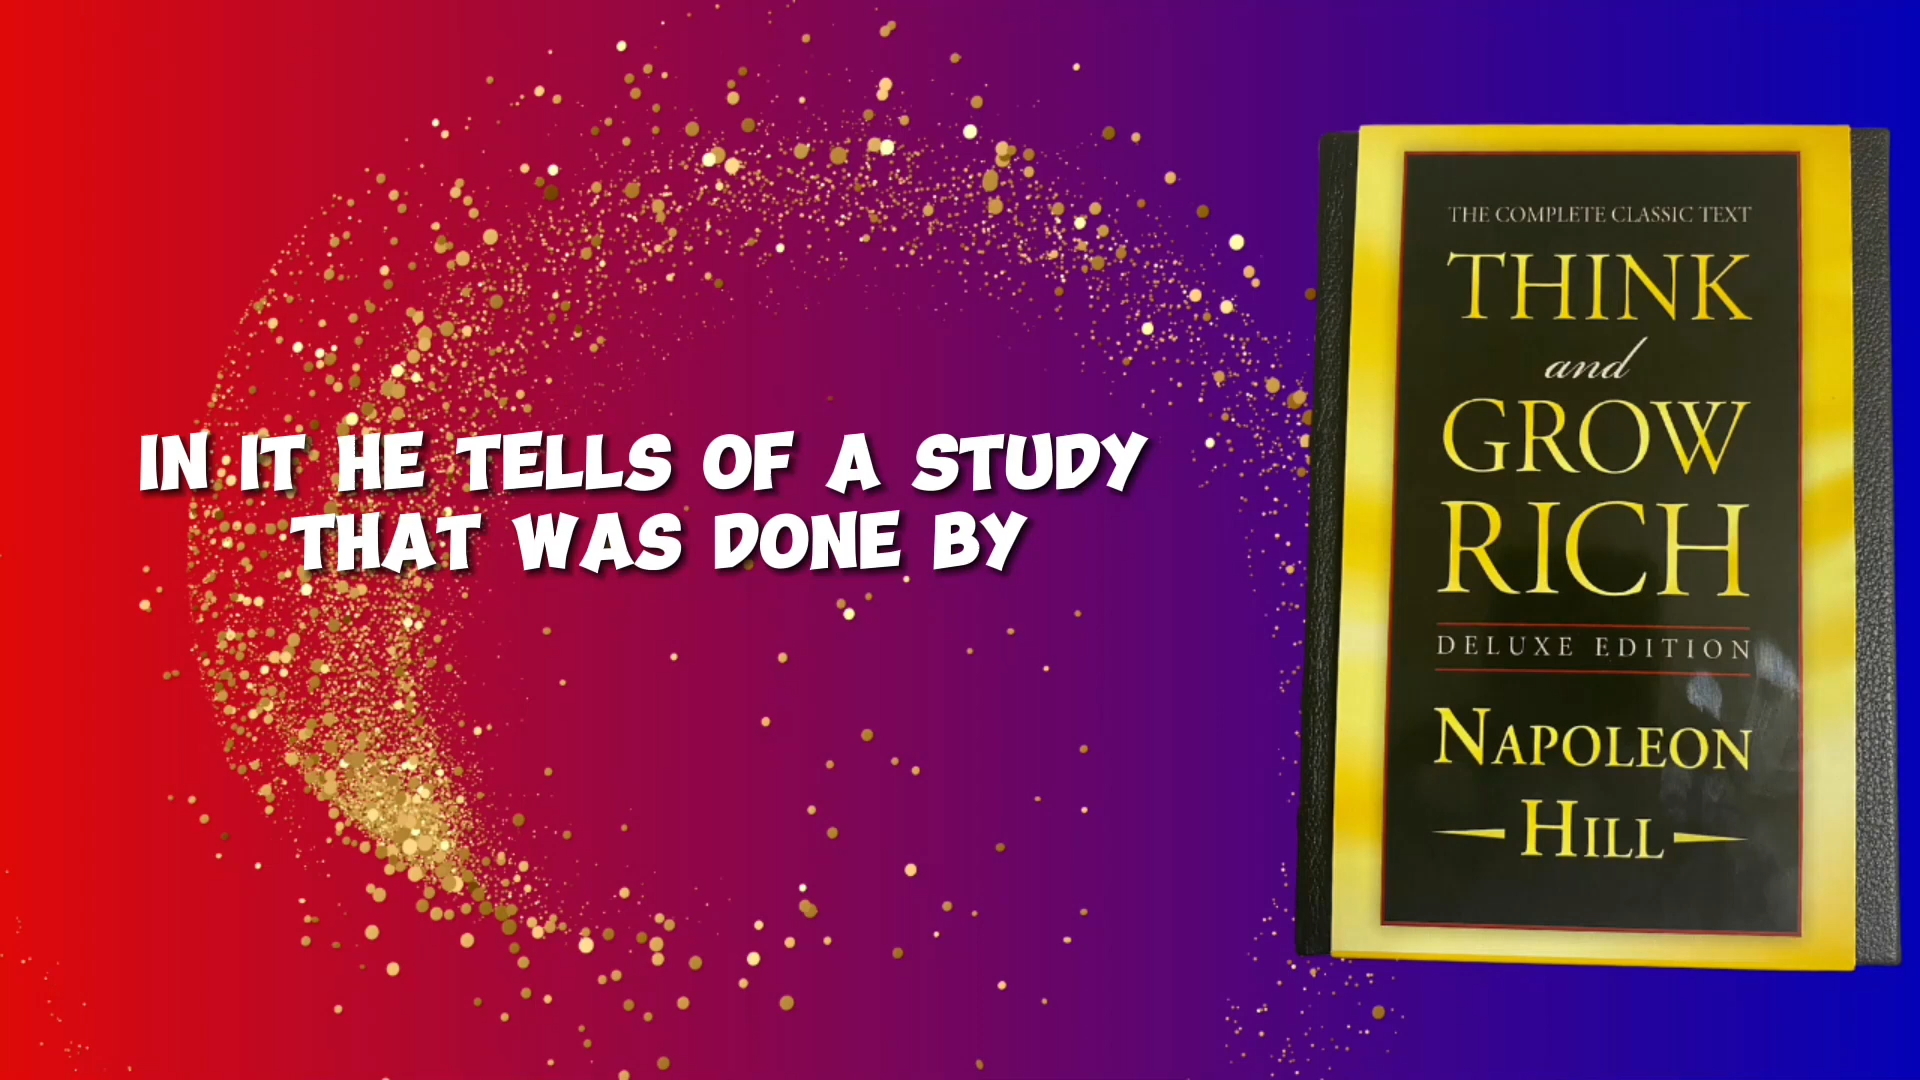 IN IT HE TELLS OF A STUDY
THAT WAS DONE BY
THE COMPLETE CLASSIC TEXT
THINK
and
GROW
RICH
DELUXE EDITION
NAPOLEON
HILL